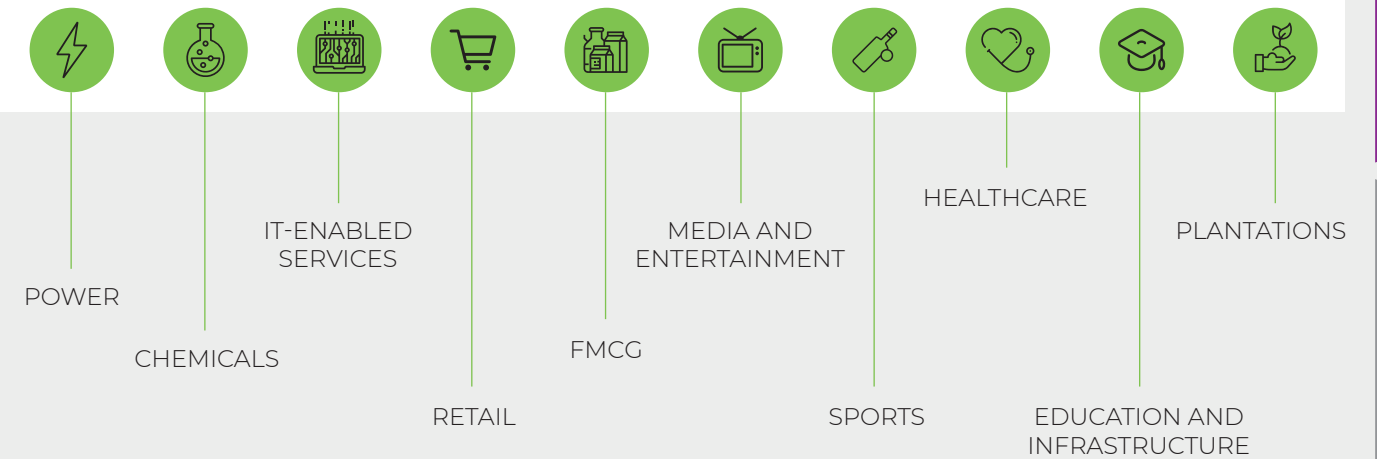 POWER
CHEMICALS
IT-ENABLED
SERVICES
RETAIL
FMCG
MEDIA AND
ENTERTAINMENT
SPORTS
HEALTHCARE
EDUCATION AND
INFRASTRUCTURE
PLANTATIONS